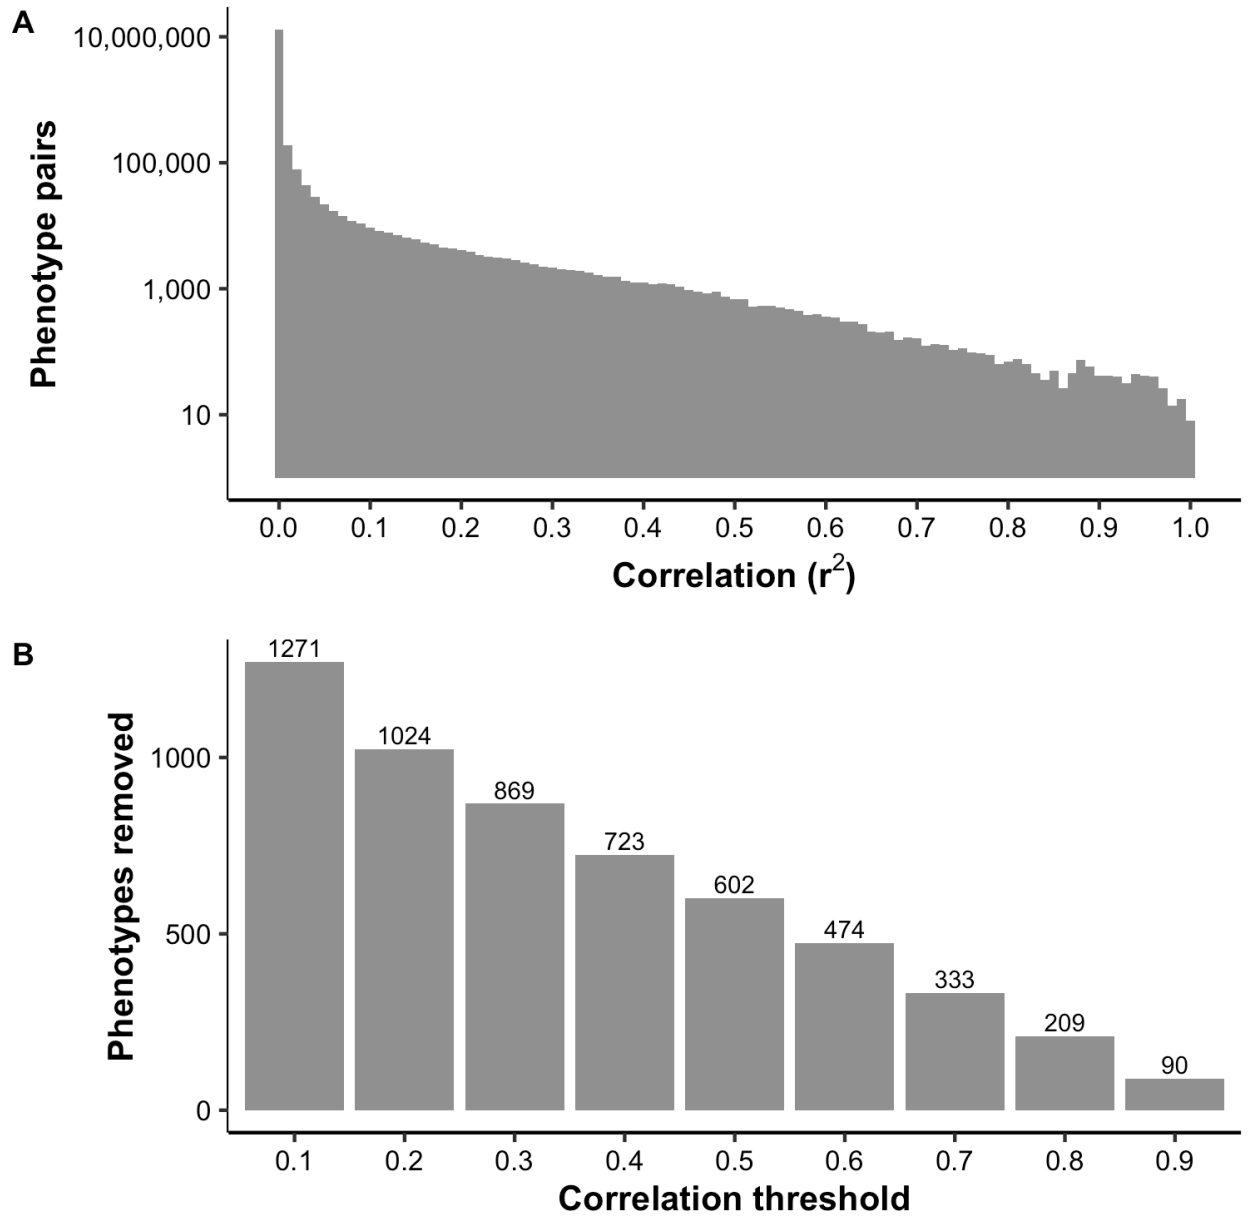 A
10,000,000
100,000
1,000
10
Phenotype pairs
0.0 0.1 0.2 0.3 0.4 0.5 0.6 0.7 0.8 0.9 1.0
Correlation (r²)
B
1271
1024
869
723
602
474
333
209
90
1000
500
0
Phenotypes removed
0.1 0.2 0.3 0.4 0.5 0.6 0.7 0.8 0.9
Correlation threshold